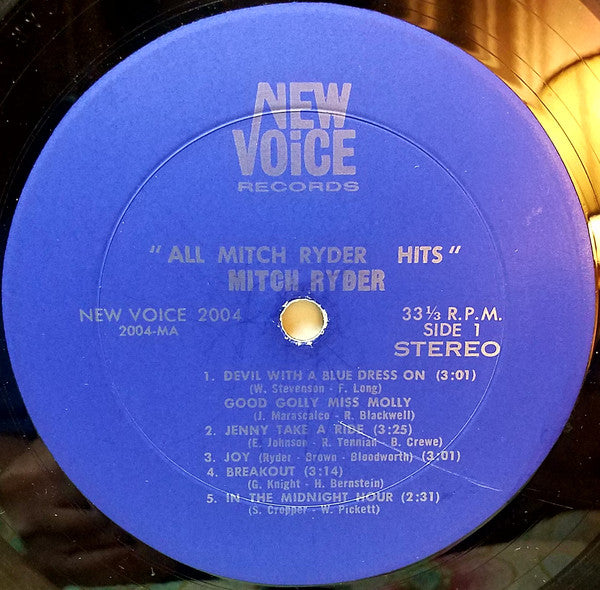 NEW
VOiCE
RECORDS
"ALL MITCH RYDER HITS"
MITCH RYDER
NEW VOICE 2004
2004-MA
33 1/3 R.P.M.
SIDE 1
STEREO
1. DEVIL WITH A BLUE DRESS ON (3:01)
(W. Stevenson - F. Long)
GOOD GOLLY MISS MOLLY
(J. Marascalco - R. Blackwell)
2. JENNY TAKE A RIDE (3:25)
(E. Johnson - R. Tennian - B. Crewe)
3. JOY (Ryder - Brown - Bloodworth) (3:01)
4. BREAKOUT (3:14)
(G. Knight - H. Bernstein)
5. IN THE MIDNIGHT HOUR (2:31)
(S. Cropper - W. Pickett)